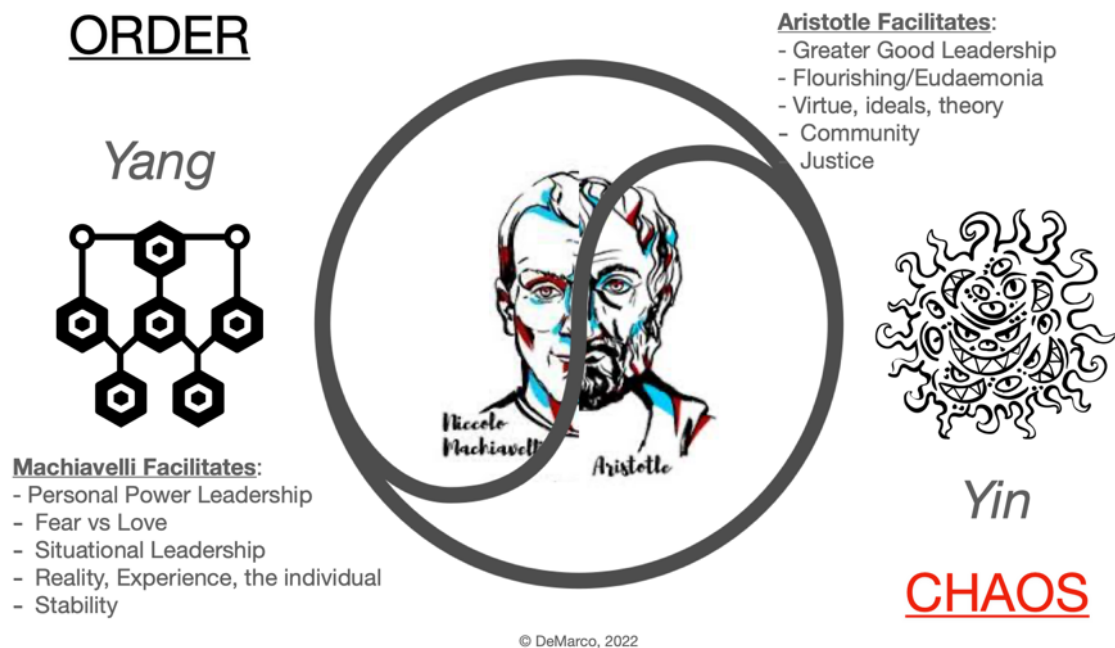 ORDER
Yang
Machiavelli Facilitates:
- Personal Power Leadership
- Fear vs Love
- Situational Leadership
- Reality, Experience, the individual
- Stability
Niccolo
Machiavelli
Aristotle
Aristotle Facilitates:
- Greater Good Leadership
- Flourishing/Eudaemonia
- Virtue, ideals, theory
- Community
- Justice
Yin
CHAOS
© DeMarco, 2022